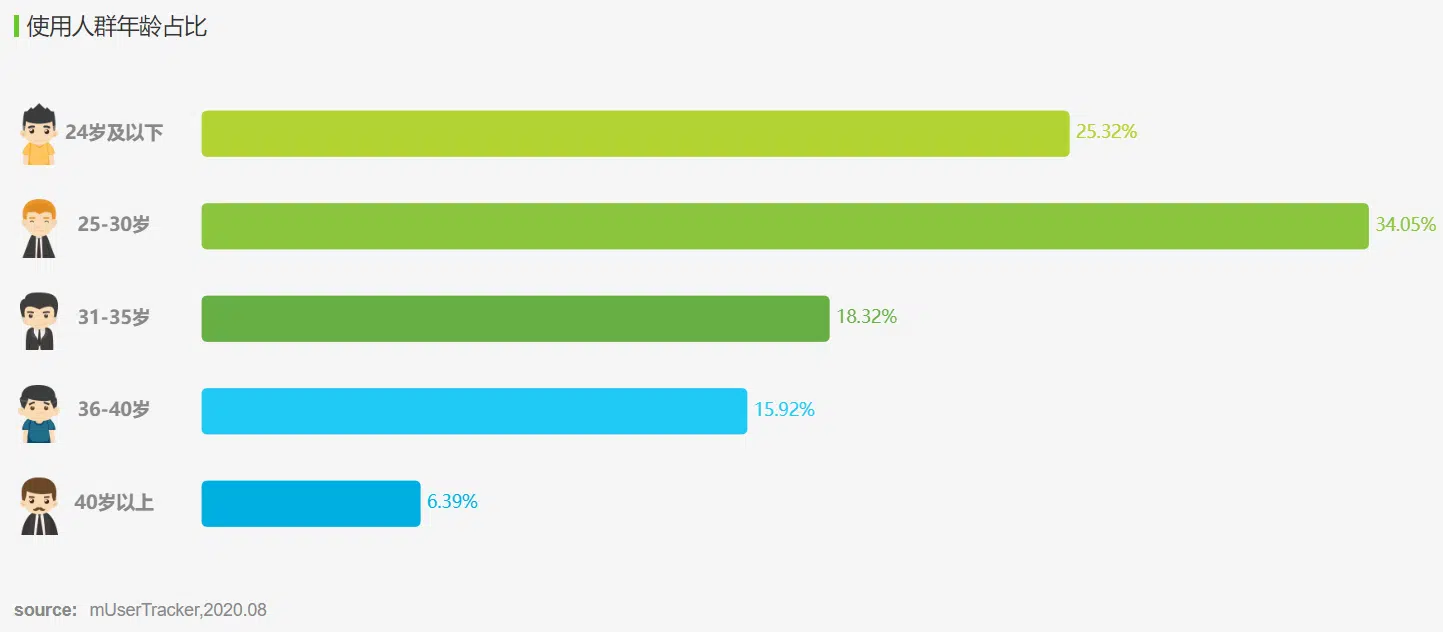 使用人群年龄占比
24岁及以下 25.32%
25-30岁 34.05%
31-35岁 18.32%
36-40岁 15.92%
40岁以上 6.39%
source: mUserTracker,2020.08